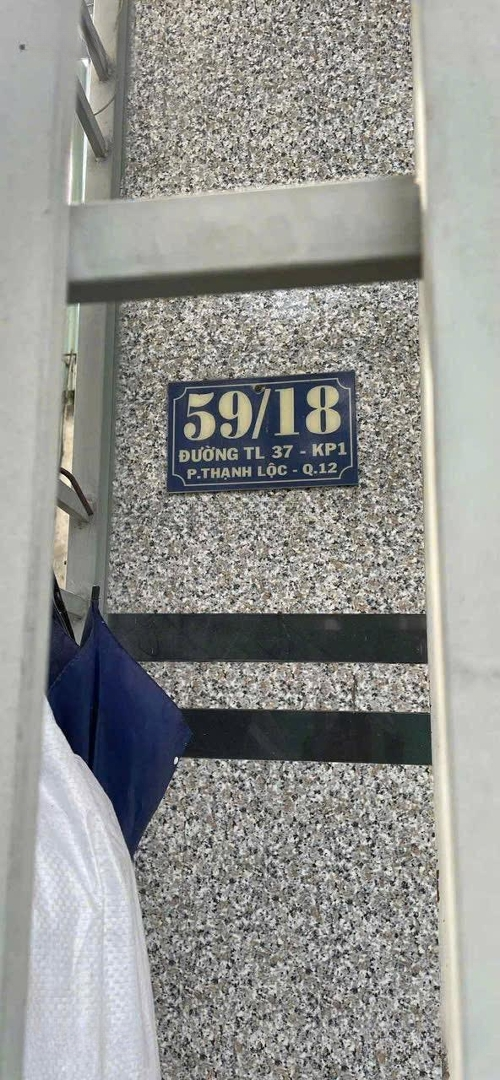 59/18
ĐƯỜNG TL 37 - KP1
P.THẠNH LỘC - Q.12